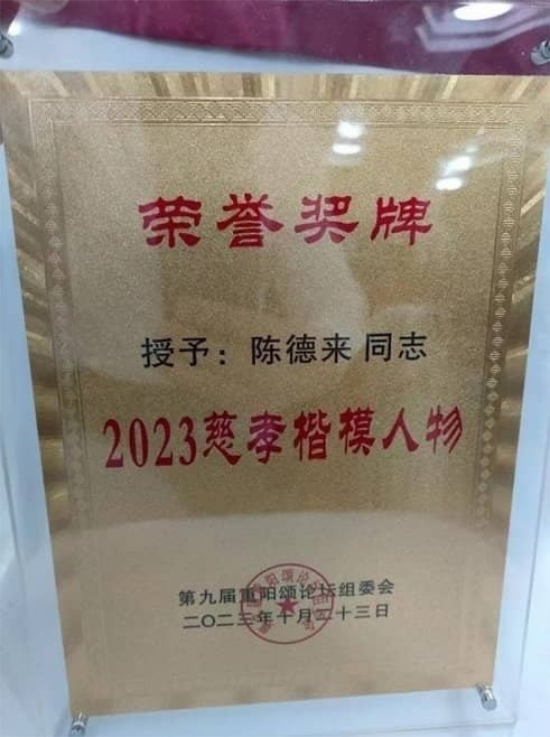 荣誉奖牌
授予：陈德来 同志
2023慈孝楷模人物
第九届重阳颂论坛组委会
二〇二三年十月二十三日